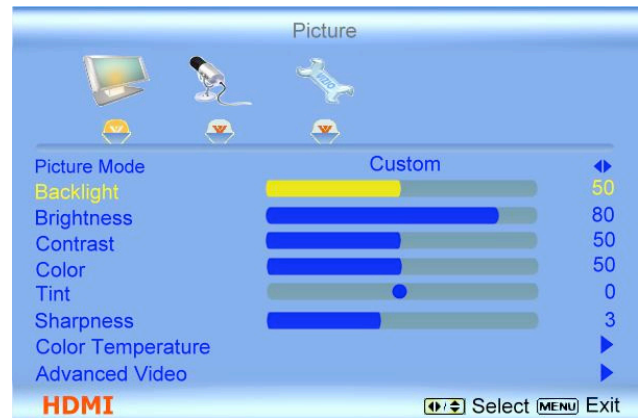 Picture
VIZIO
Picture Mode Custom
Backlight 50
Brightness 80
Contrast 50
Color 50
Tint 0
Sharpness 3
Color Temperature
Advanced Video
HDMI Select MENU Exit